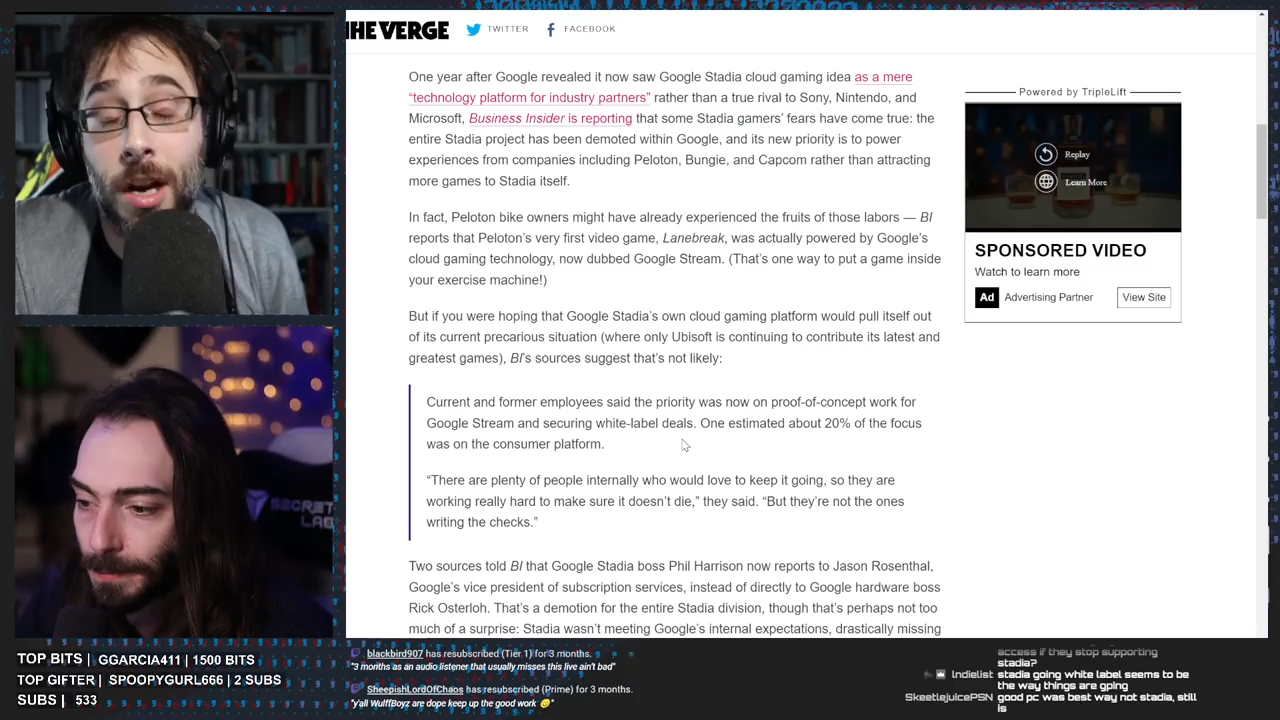 THE VERGE
TWITTER
FACEBOOK
One year after Google revealed it now saw Google Stadia cloud gaming idea as a mere
“technology platform for industry partners” rather than a true rival to Sony, Nintendo, and
Microsoft, Business Insider is reporting that some Stadia gamers’ fears have come true: the
entire Stadia project has been demoted within Google, and its new priority is to power
experiences from companies including Peloton, Bungie, and Capcom rather than attracting
more games to Stadia itself.
In fact, Peloton bike owners might have already experienced the fruits of those labors — BI
reports that Peloton’s very first video game, Lanebreak, was actually powered by Google’s
cloud gaming technology, now dubbed Google Stream. (That’s one way to put a game inside
your exercise machine!)
But if you were hoping that Google Stadia’s own cloud gaming platform would pull itself out
of its current precarious situation (where only Ubisoft is continuing to contribute its latest and
greatest games), BI’s sources suggest that’s not likely:
Current and former employees said the priority was now on proof-of-concept work for
Google Stream and securing white-label deals. One estimated about 20% of the focus
was on the consumer platform.
“There are plenty of people internally who would love to keep it going, so they are
working really hard to make sure it doesn’t die,” they said. “But they’re not the ones
writing the checks.”
Two sources told BI that Google Stadia boss Phil Harrison now reports to Jason Rosenthal,
Google’s vice president of subscription services, instead of directly to Google hardware boss
Rick Osterloh. That’s a demotion for the entire Stadia division, though that’s perhaps not too
much of a surprise: Stadia wasn’t meeting Google’s internal expectations, drastically missing
Powered by TripleLift
Replay
Learn More
SPONSORED VIDEO
Watch to learn more
Ad
Advertising Partner
View Site
SECRET
LAB
TOP BITS | GGARCIA411 | 1500 BITS
TOP GIFTER | SPOOPYGURL666 | 2 SUBS
SUBS | 533
blackbird907 has resubscribed (Tier 1) for 3 months.
"3 months as an audio listener that usually misses this live ain't bad"
SheepishLordOfChaos has resubscribed (Prime) for 3 months.
"y'all WulffBoyz are dope keep up the good work 😊"
access if they stop supporting
stadia?
lndielist stadia going white label seems to be
the way things are gping
SkeetlejuicePSN good pc was best way not stadia, still
is